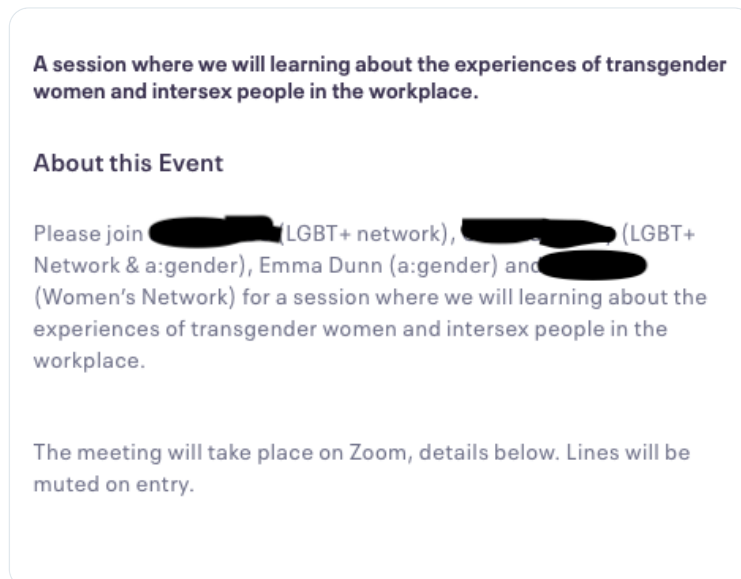 A session where we will learning about the experiences of transgender
women and intersex people in the workplace.
About this Event
Please join (LGBT+ network), (LGBT+
Network & a:gender), Emma Dunn (a:gender) and
(Women's Network) for a session where we will learning about the
experiences of transgender women and intersex people in the
workplace.
The meeting will take place on Zoom, details below. Lines will be
muted on entry.